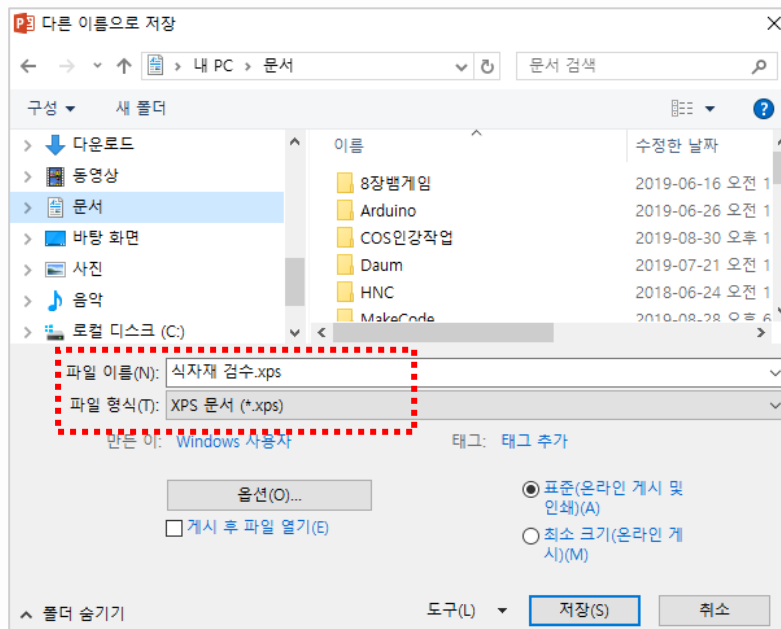 다른 이름으로 저장
내 PC > 문서
문서 검색
구성
새 폴더
다운로드
동영상
문서
바탕 화면
사진
음악
로컬 디스크 (C:)
이름
수정한 날짜
8장뱀게임
2019-06-16 오전 1
Arduino
2019-06-26 오전 1
COS인강작업
2019-08-30 오후 1
Daum
2019-07-21 오전 1
HNC
2018-06-24 오전 1
MakeCode
2019-08-28 오후 6
파일 이름(N): 식자재 검수.xps
파일 형식(T): XPS 문서 (*.xps)
만든 이: Windows 사용자
태그: 태그 추가
옵션(O)...
게시 후 파일 열기(E)
표준(온라인 게시 및
인쇄)(A)
최소 크기(온라인 게
시)(M)
폴더 숨기기
도구(L)
저장(S)
취소